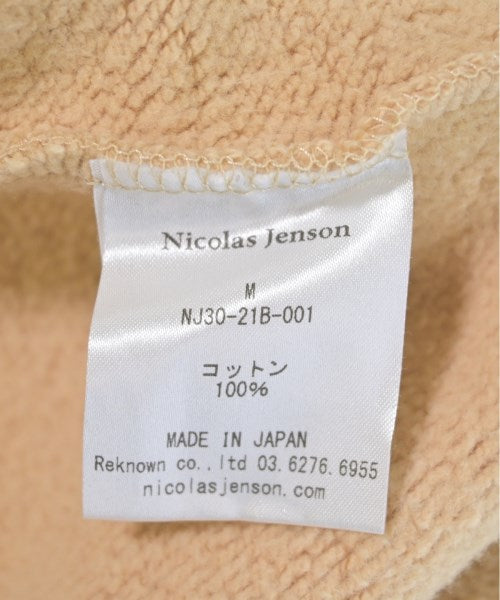 Nicolas Jenson
M
NJ30-21B-001
コットン
100%
MADE IN JAPAN
Reknown co.,ltd 03.6276.6955
nicolasjenson.com